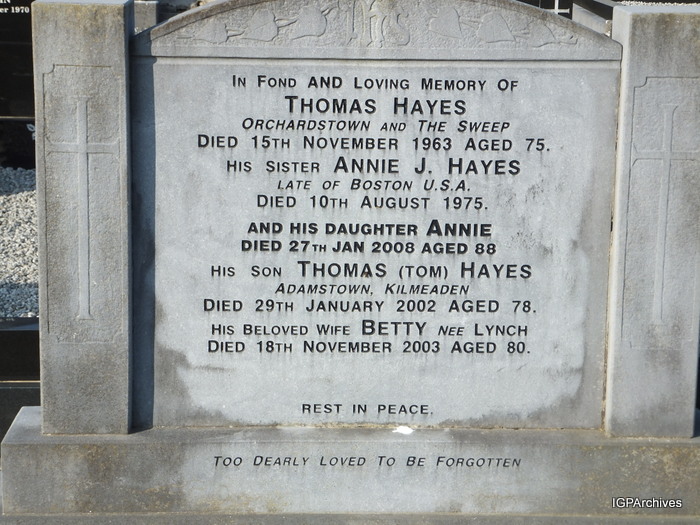 er 1970
Ihs
IN FOND AND LOVING MEMORY OF
THOMAS HAYES
ORCHARDSTOWN AND THE SWEEP
DIED 15TH NOVEMBER 1963 AGED 75.
HIS SISTER ANNIE J. HAYES
LATE OF BOSTON U.S.A.
DIED 10TH AUGUST 1975.
AND HIS DAUGHTER ANNIE
DIED 27TH JAN 2008 AGED 88
HIS SON THOMAS (TOM) HAYES
ADAMSTOWN, KILMEADEN
DIED 29TH JANUARY 2002 AGED 78.
HIS BELOVED WIFE BETTY NEE LYNCH
DIED 18TH NOVEMBER 2003 AGED 80.
REST IN PEACE.
TOO DEARLY LOVED TO BE FORGOTTEN
IGPArchives